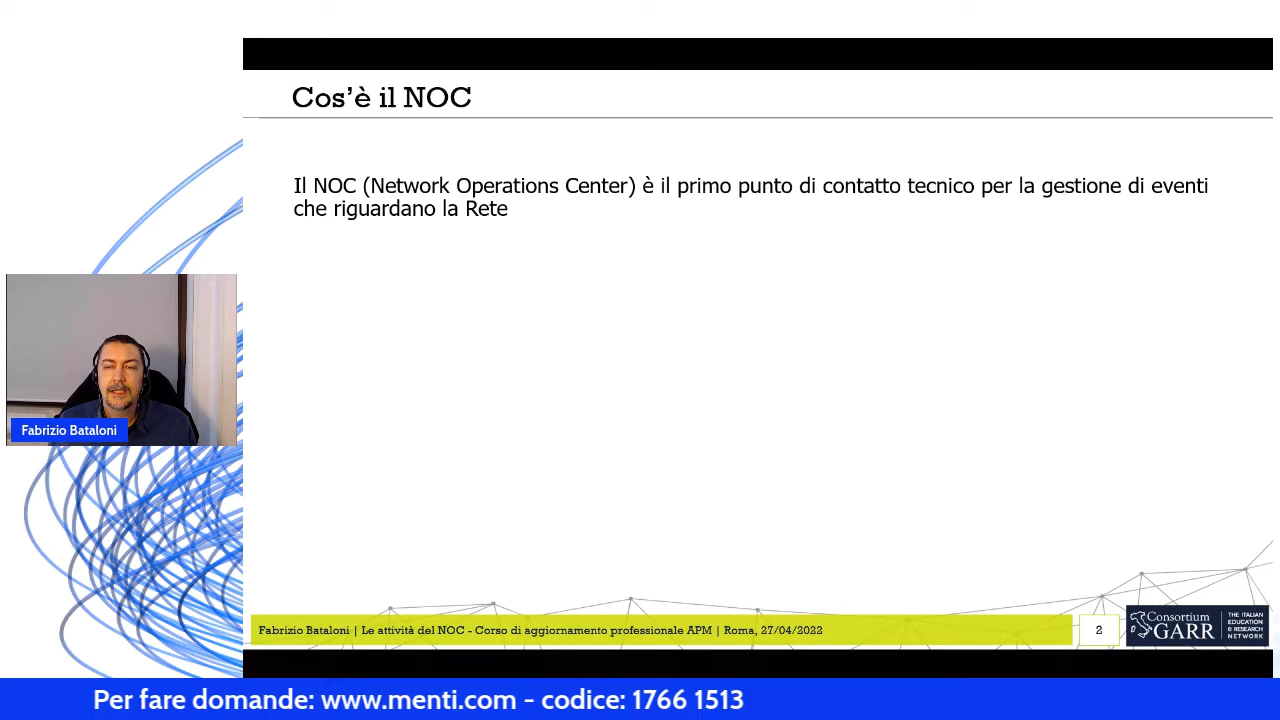 Cos’è il NOC
Il NOC (Network Operations Center) è il primo punto di contatto tecnico per la gestione di eventi
che riguardano la Rete
Fabrizio Bataloni
Fabrizio Bataloni | Le attività del NOC - Corso di aggiornamento professionale APM | Roma, 27/04/2022
2
Consortium
GARR
THE ITALIAN
EDUCATION
& RESEARCH
NETWORK
Per fare domande: www.menti.com - codice: 1766 1513